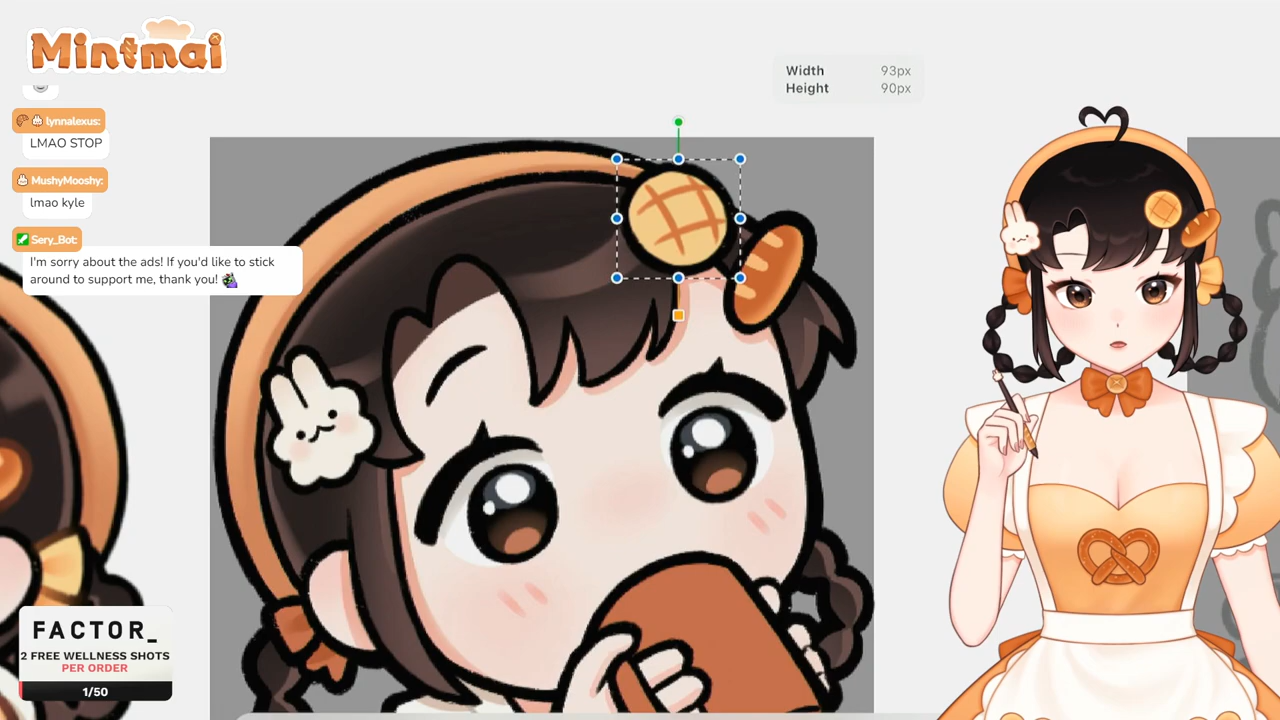 Mintmai
lynnalexus:
LMAO STOP
MushyMooshy:
lmao kyle
Sery_Bot:
I'm sorry about the ads! If you'd like to stick
around to support me, thank you!
Width 93px
Height 90px
FACTOR_
2 FREE WELLNESS SHOTS
PER ORDER
1/50